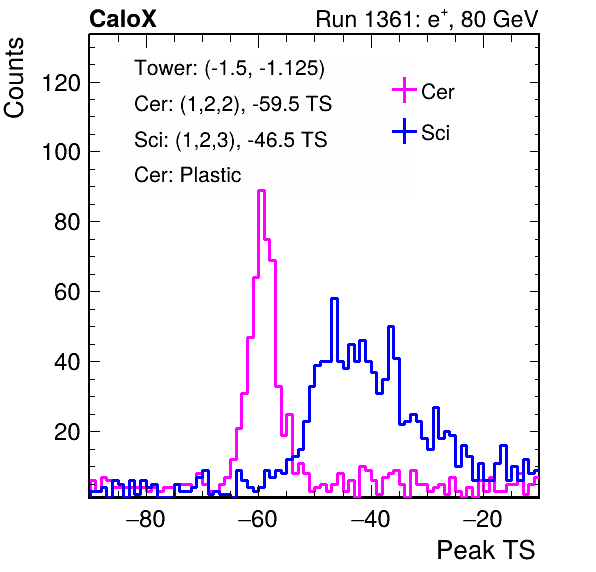 CaloX Run 1361: e⁺, 80 GeV
Counts
Tower: (-1.5, -1.125)
Cer: (1,2,2), -59.5 TS
Sci: (1,2,3), -46.5 TS
Cer: Plastic
Cer
Sci
120
100
80
60
40
20
−80 −60 −40 −20
Peak TS